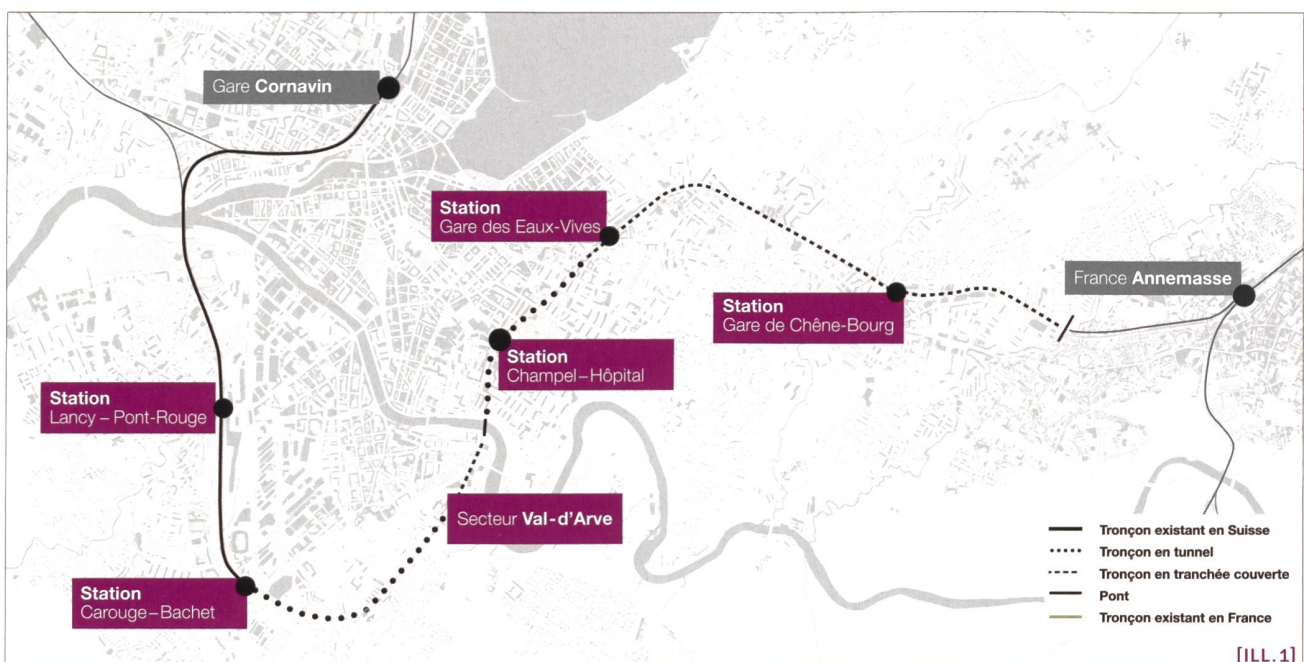 Gare Cornavin
Station
Gare des Eaux-Vives
France Annemasse
Station
Gare de Chêne-Bourg
Station
Champel–Hôpital
Station
Lancy – Pont-Rouge
Secteur Val-d'Arve
Station
Carouge–Bachet
Tronçon existant en Suisse
Tronçon en tunnel
Tronçon en tranchée couverte
Pont
Tronçon existant en France
[ILL.1]